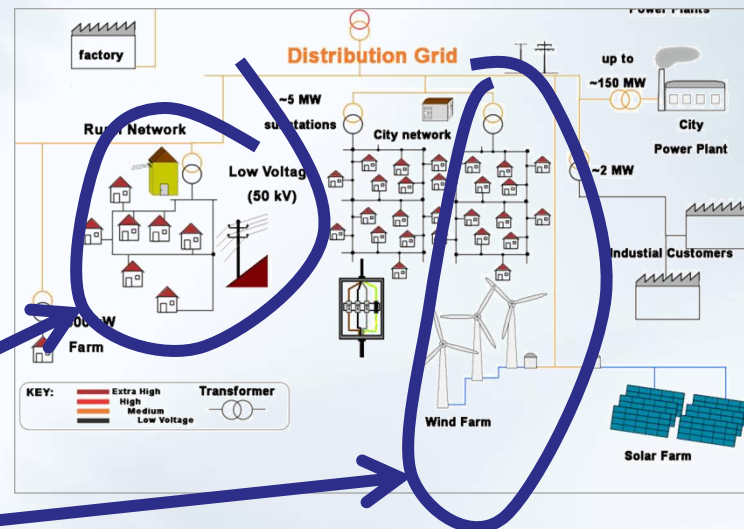 Power Plants
factory
Distribution Grid
up to
~150 MW
City
Power Plant
~5 MW
substations
City network
Rural Network
Low Voltage
(50 kV)
~2 MW
Industial Customers
Farm
KEY:
Extra High
High
Medium
Low Voltage
Transformer
Wind Farm
Solar Farm